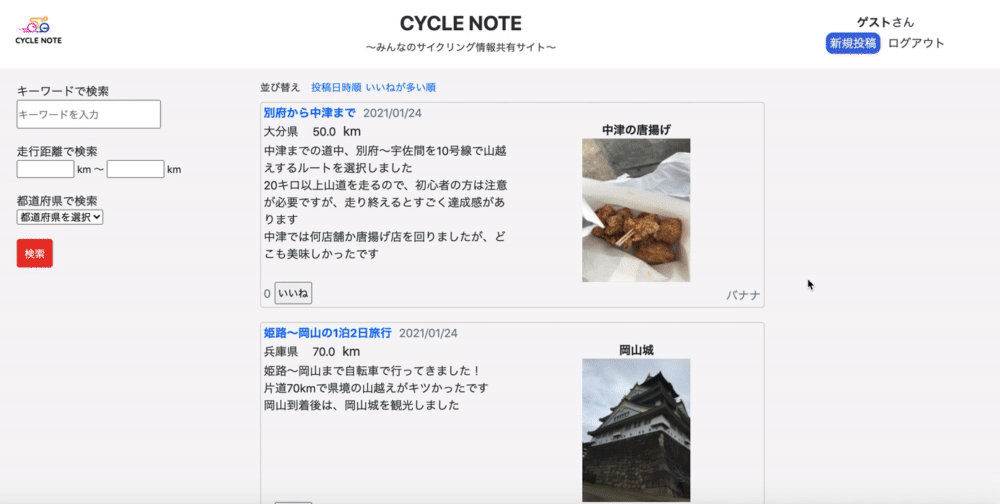 CYCLE NOTE
CYCLE NOTE
〜みんなのサイクリング情報共有サイト〜
ゲストさん
新規投稿 ログアウト
キーワードで検索
キーワードを入力
走行距離で検索
km 〜 km
都道府県で検索
都道府県を選択
検索
並び替え 投稿日時順 いいねが多い順
別府から中津まで 2021/01/24
大分県 50.0 km
中津までの道中、別府〜宇佐間を10号線で山越
えするルートを選択しました
20キロ以上山道を走るので、初心者の方は注意
が必要ですが、走り終えるとすごく達成感があ
ります
中津では何店舗か唐揚げ店を回りましたが、ど
こも美味しかったです
中津の唐揚げ
0 いいね
バナナ
姫路〜岡山の1泊2日旅行 2021/01/24
兵庫県 70.0 km
姫路〜岡山まで自転車で行ってきました！
片道70kmで県境の山越えがキツかったです
岡山到着後は、岡山城を観光しました
岡山城